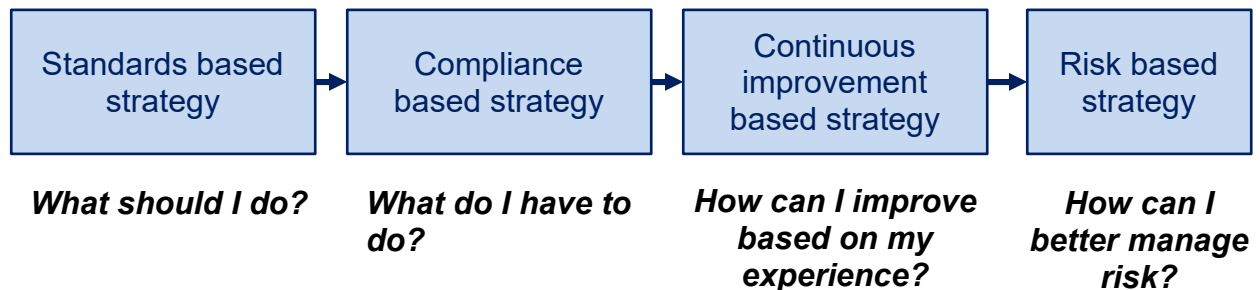 Standards based
strategy
Compliance
based strategy
Continuous
improvement
based strategy
Risk based
strategy
What should I do?
What do I have to
do?
How can I improve
based on my
experience?
How can I
better manage
risk?